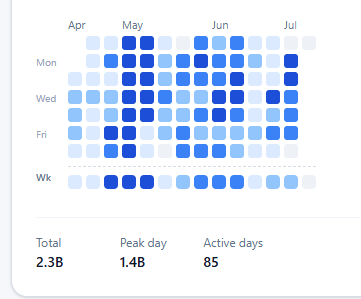 Apr May Jun Jul
Mon
Wed
Fri
Wk
Total Peak day Active days
2.3B 1.4B 85